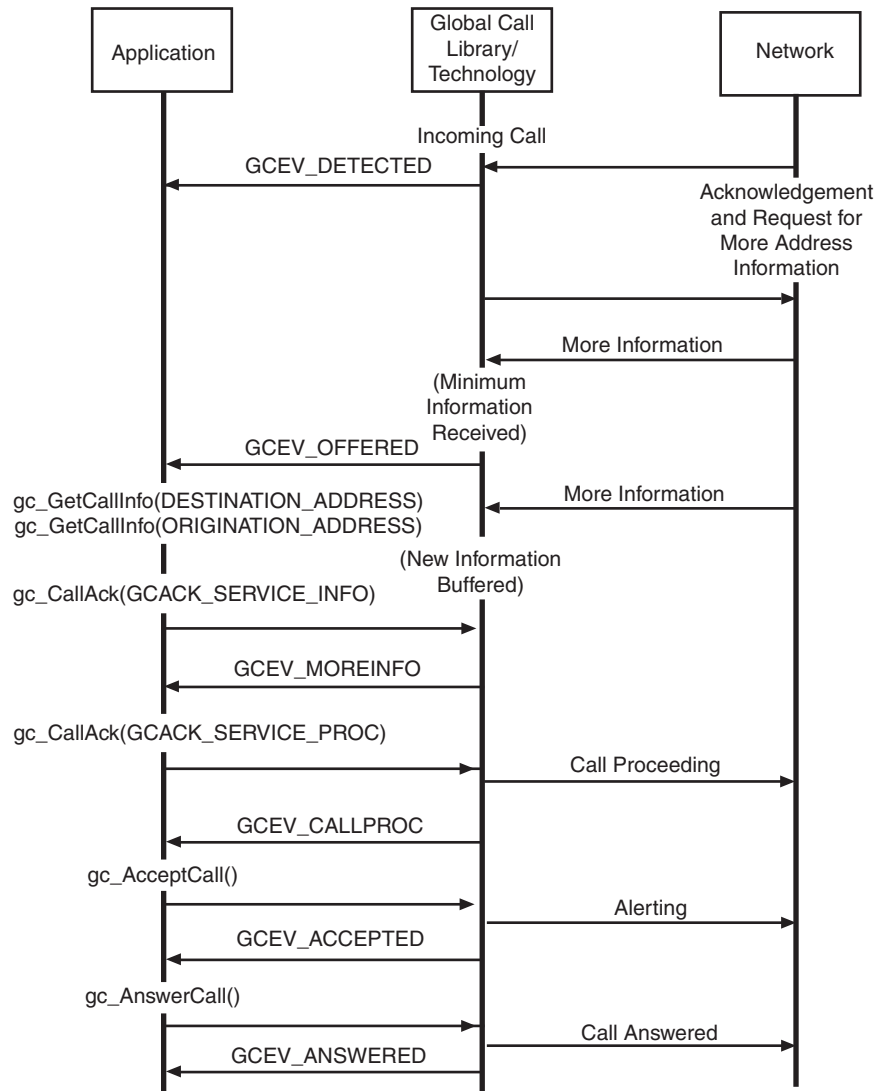 Application
Global Call
Library/
Technology
Network
Incoming Call
GCEV_DETECTED
Acknowledgement
and Request for
More Address
Information
More Information
(Minimum
Information
Received)
GCEV_OFFERED
gc_GetCallInfo(DESTINATION_ADDRESS)
More Information
gc_GetCallInfo(ORIGINATION_ADDRESS)
(New Information
Buffered)
gc_CallAck(GCACK_SERVICE_INFO)
GCEV_MOREINFO
gc_CallAck(GCACK_SERVICE_PROC)
Call Proceeding
GCEV_CALLPROC
gc_AcceptCall()
Alerting
GCEV_ACCEPTED
gc_AnswerCall()
Call Answered
GCEV_ANSWERED